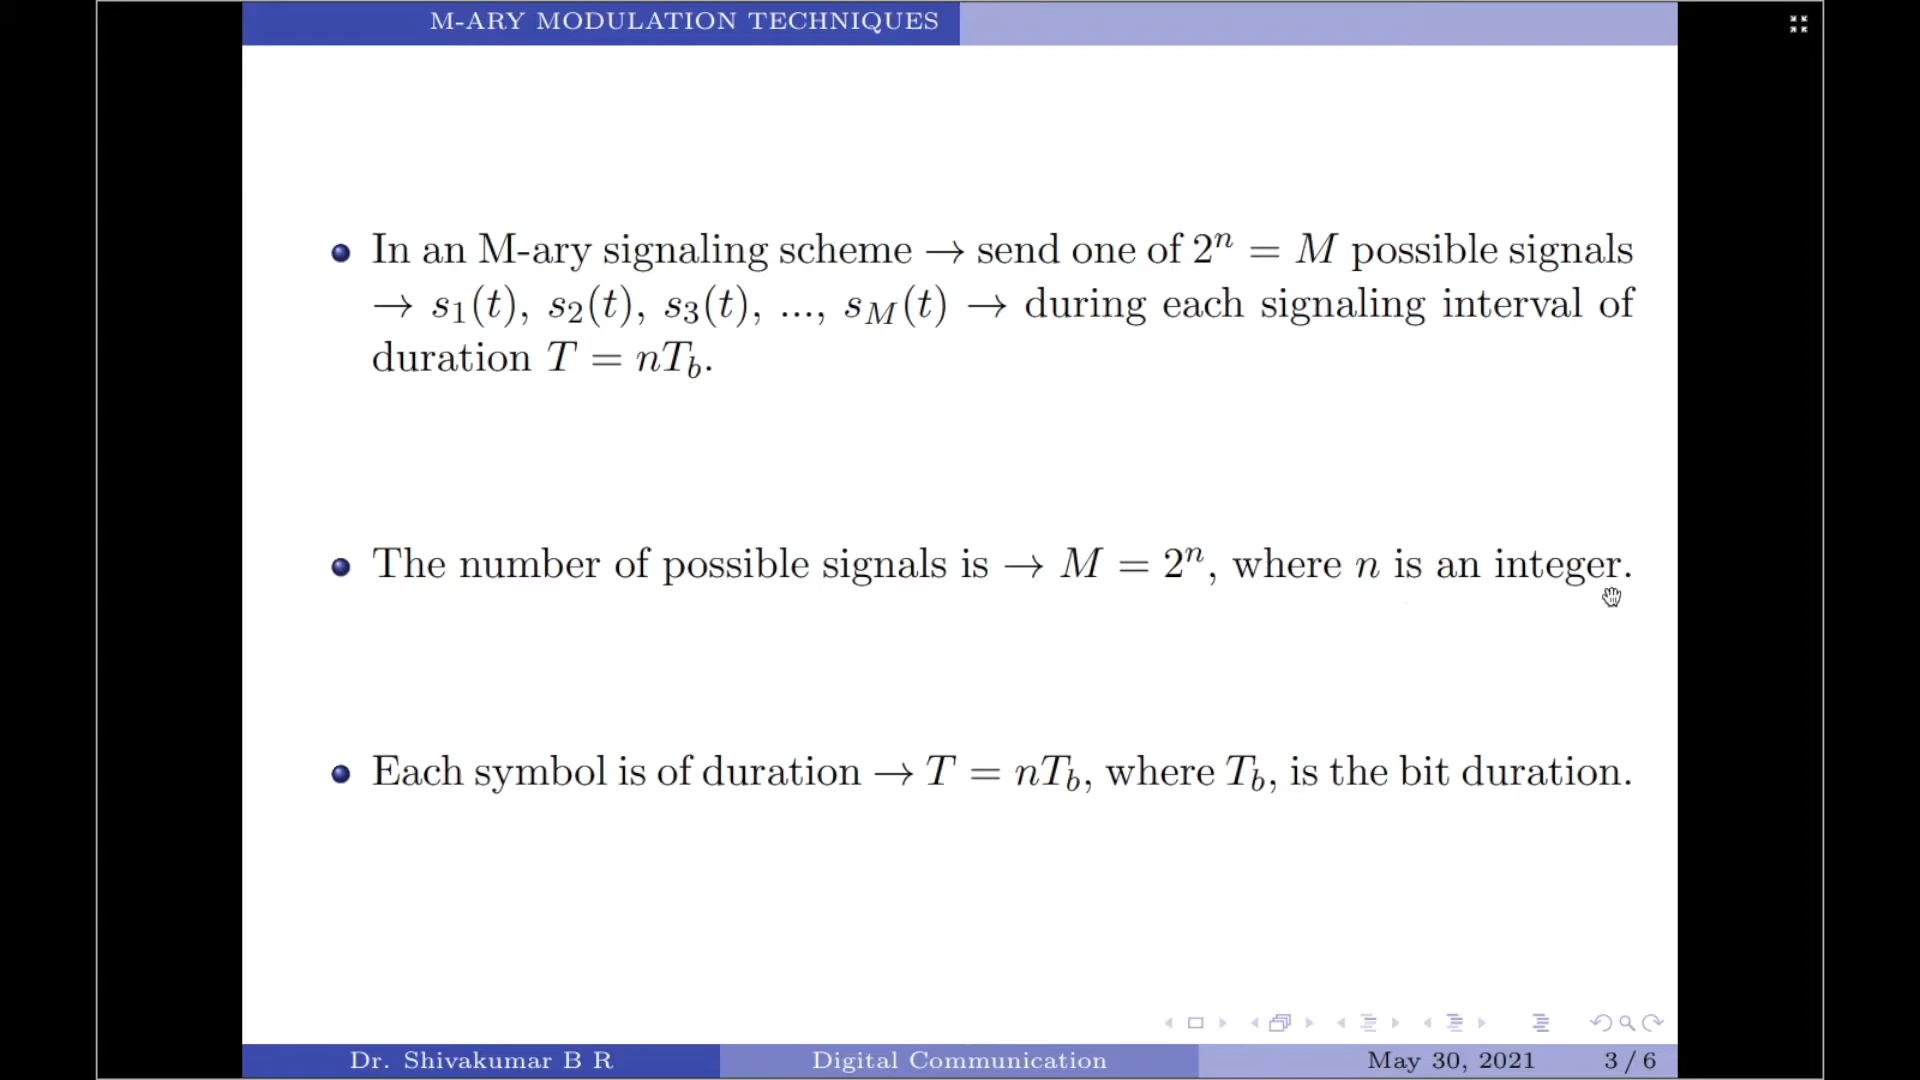 M-ARY MODULATION TECHNIQUES
In an M-ary signaling scheme → send one of 2ⁿ = M possible signals
→ s₁(t), s₂(t), s₃(t), ..., s_M(t) → during each signaling interval of
duration T = nT_b.
The number of possible signals is → M = 2ⁿ, where n is an integer.
Each symbol is of duration → T = nT_b, where T_b, is the bit duration.
Dr. Shivakumar B R Digital Communication May 30, 2021 3 / 6